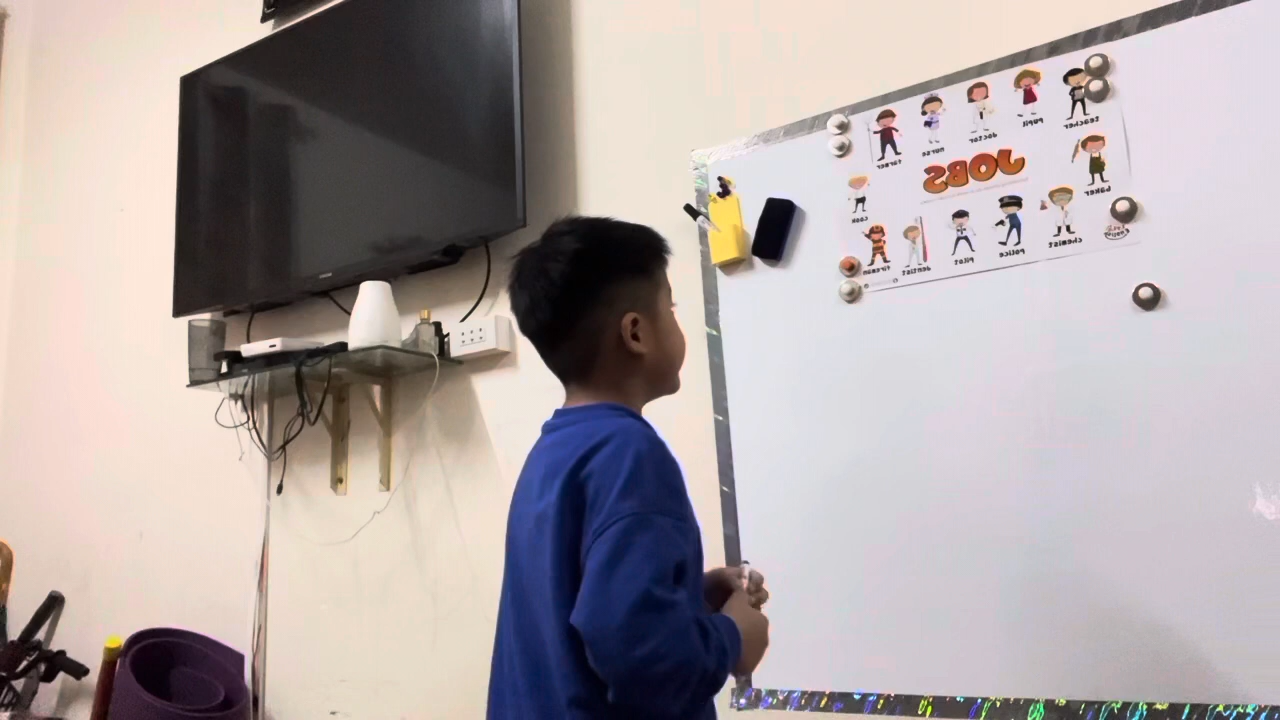 teacher
pupil
doctor
nurse
farmer
JOBS
baker
cook
chemist
police
pilot
dentist
fireman